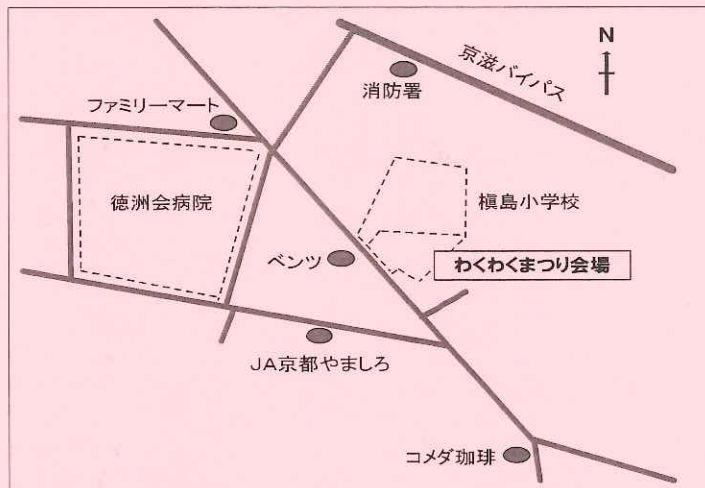 N
京滋バイパス
消防署
ファミリーマート
徳洲会病院
槇島小学校
ベンツ
わくわくまつり会場
JA京都やましろ
コメダ珈琲